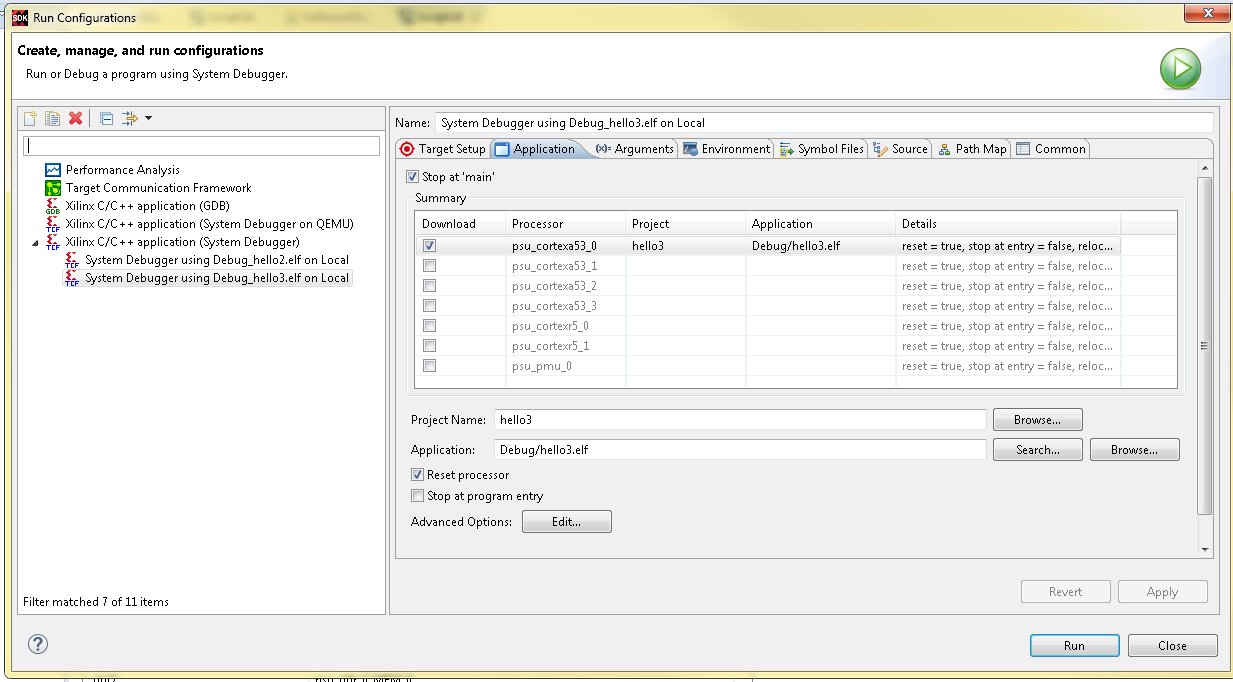 SDK Run Configurations
Create, manage, and run configurations
Run or Debug a program using System Debugger.
Name: System Debugger using Debug_hello3.elf on Local
Target Setup Application (x)= Arguments Environment Symbol Files Source Path Map Common
Performance Analysis
Target Communication Framework
GDB Xilinx C/C++ application (GDB)
TCF Xilinx C/C++ application (System Debugger on QEMU)
TCF Xilinx C/C++ application (System Debugger)
TCF System Debugger using Debug_hello2.elf on Local
TCF System Debugger using Debug_hello3.elf on Local
Filter matched 7 of 11 items
Stop at 'main'
Summary
Download Processor Project Application Details
psu_cortexa53_0 hello3 Debug/hello3.elf reset = true, stop at entry = false, reloc...
psu_cortexa53_1 reset = true, stop at entry = false, reloc...
psu_cortexa53_2 reset = true, stop at entry = false, reloc...
psu_cortexa53_3 reset = true, stop at entry = false, reloc...
psu_cortexr5_0 reset = true, stop at entry = false, reloc...
psu_cortexr5_1 reset = true, stop at entry = false, reloc...
psu_pmu_0 reset = true, stop at entry = false, reloc...
Project Name: hello3 Browse...
Application: Debug/hello3.elf Search... Browse...
Reset processor
Stop at program entry
Advanced Options: Edit...
Revert Apply
Run Close